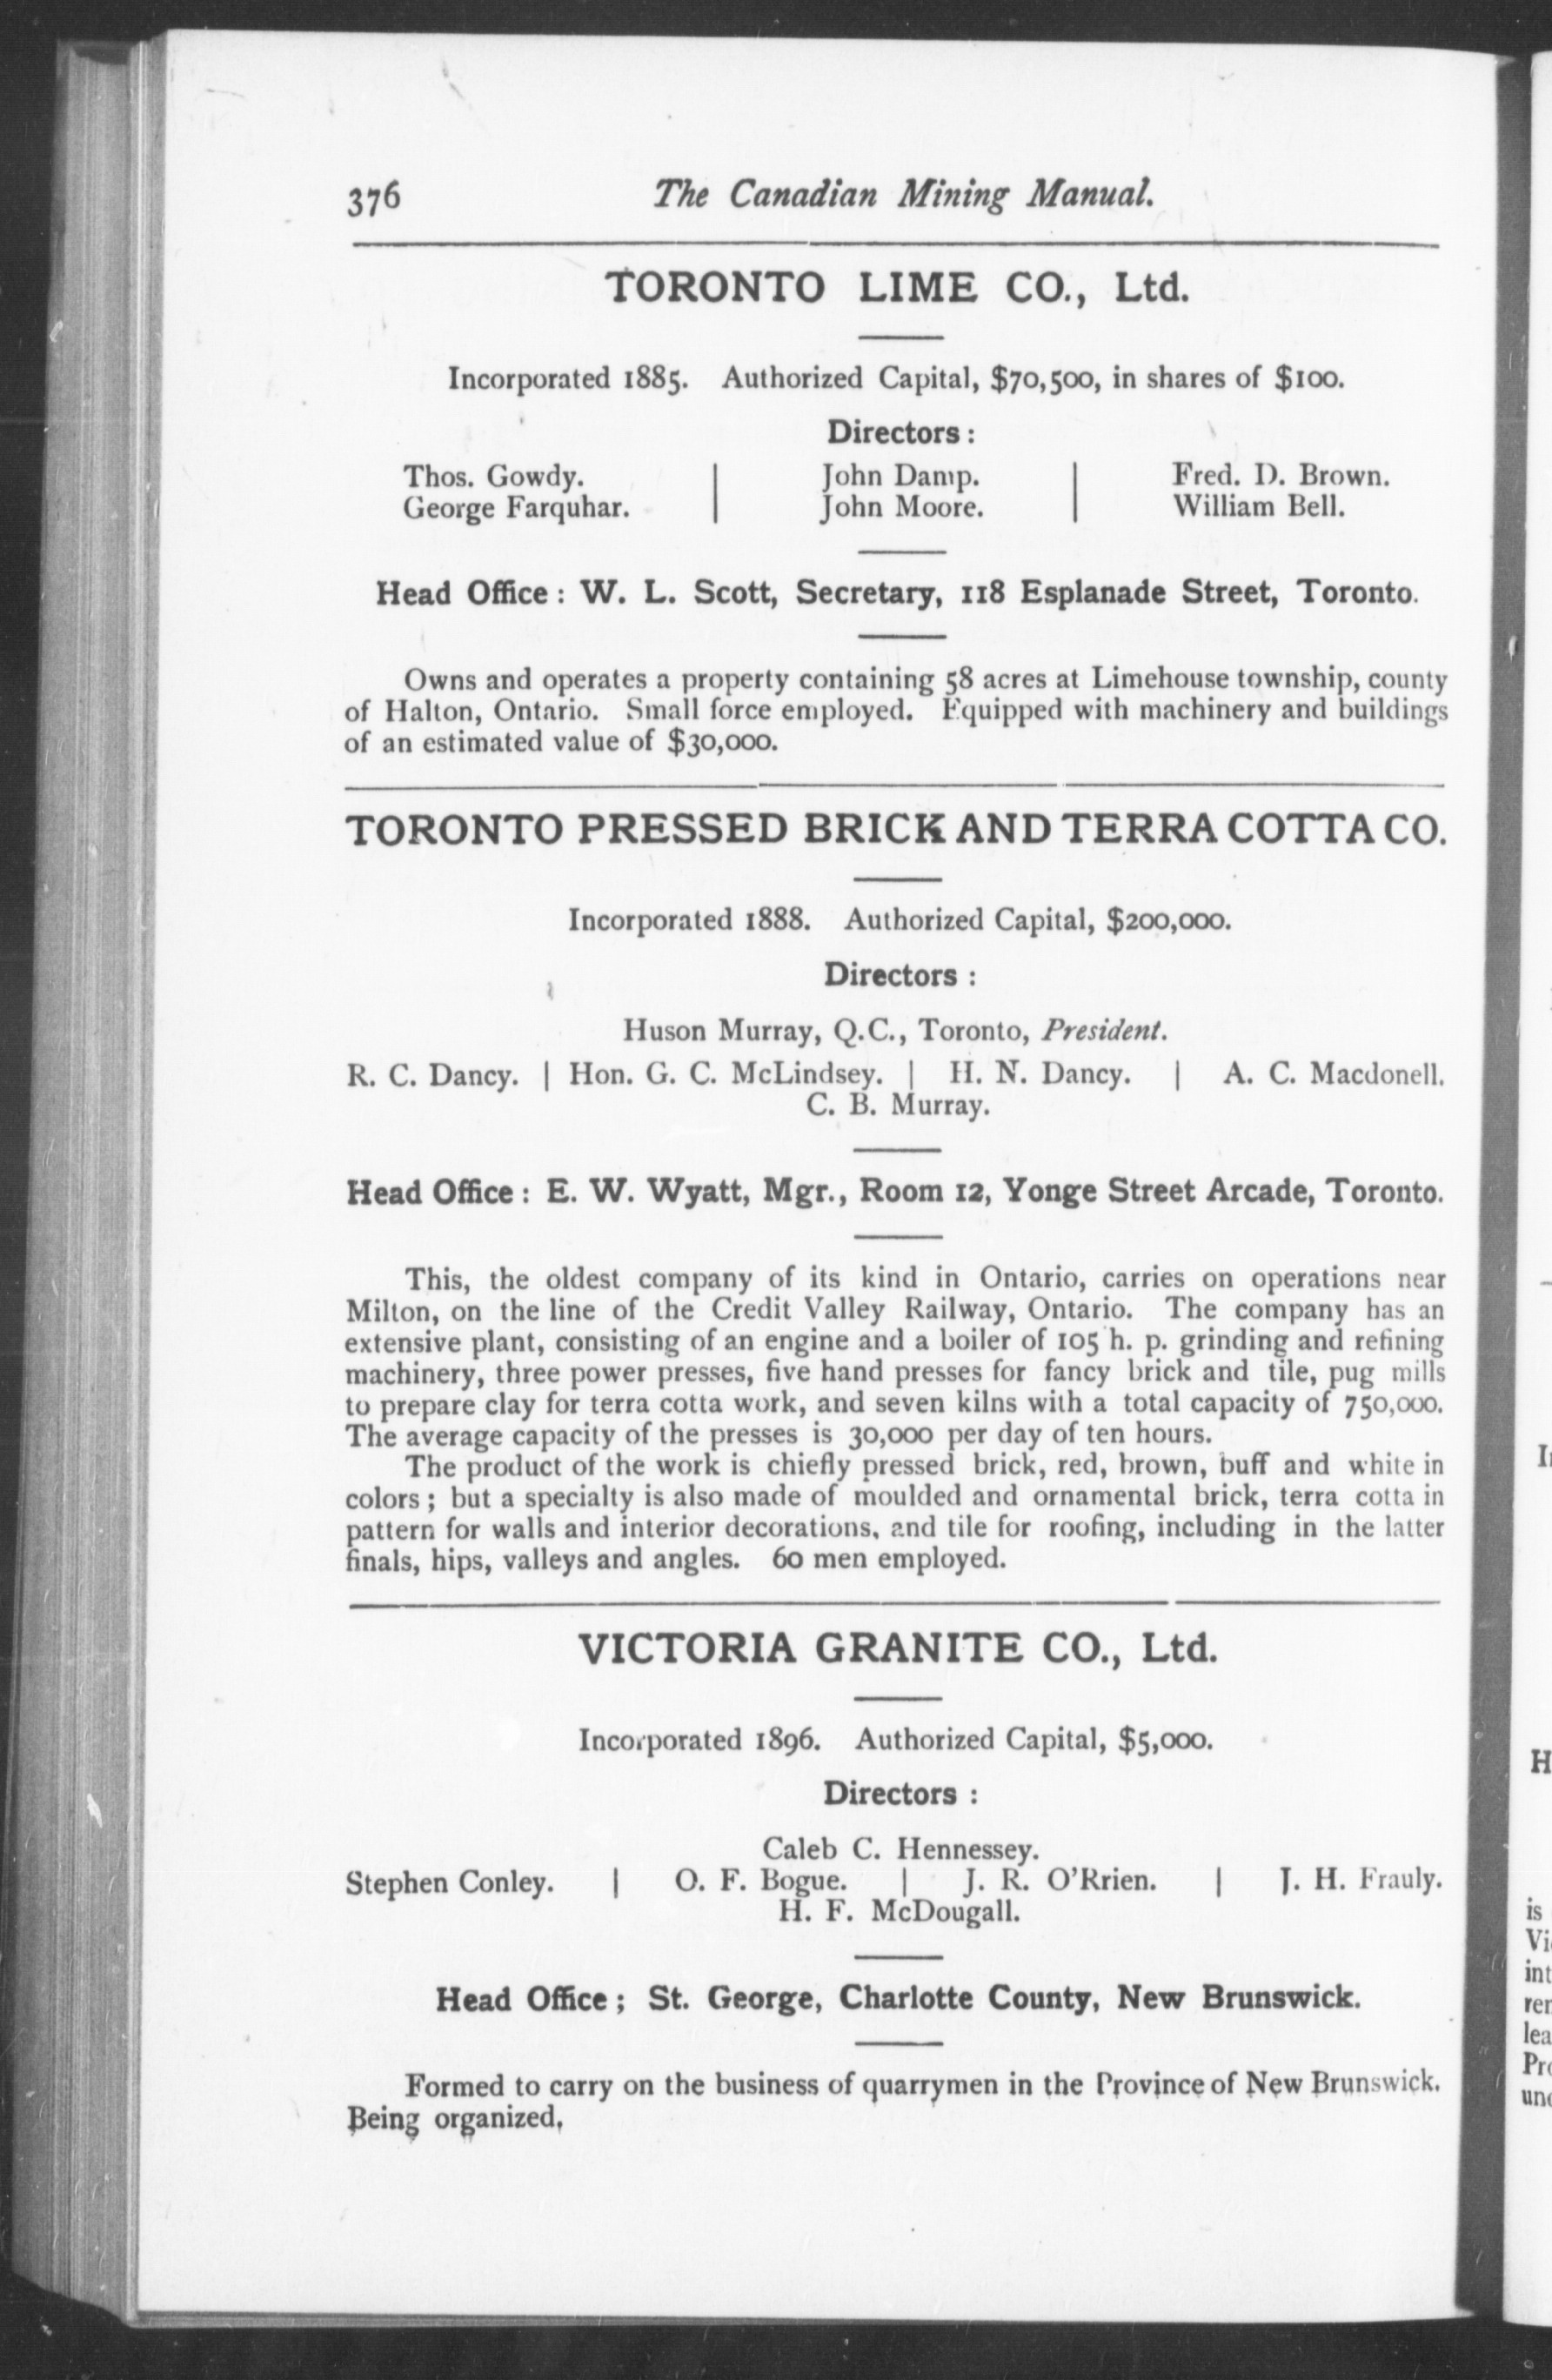 376 The Canadian Mining Manual.
TORONTO LIME CO., Ltd.
Incorporated 1885. Authorized Capital, $70,500, in shares of $100.
Directors :
Thos. Gowdy. | John Damp. | Fred. D. Brown.
George Farquhar. | John Moore. | William Bell.
Head Office : W. L. Scott, Secretary, 118 Esplanade Street, Toronto.
Owns and operates a property containing 58 acres at Limehouse township, county
of Halton, Ontario. Small force employed. Equipped with machinery and buildings
of an estimated value of $30,000.
TORONTO PRESSED BRICK AND TERRA COTTA CO.
Incorporated 1888. Authorized Capital, $200,000.
Directors :
Huson Murray, Q.C., Toronto, President.
R. C. Dancy. | Hon. G. C. McLindsey. | H. N. Dancy. | A. C. Macdonell.
C. B. Murray.
Head Office : E. W. Wyatt, Mgr., Room 12, Yonge Street Arcade, Toronto.
This, the oldest company of its kind in Ontario, carries on operations near
Milton, on the line of the Credit Valley Railway, Ontario. The company has an
extensive plant, consisting of an engine and a boiler of 105 h. p. grinding and refining
machinery, three power presses, five hand presses for fancy brick and tile, pug mills
to prepare clay for terra cotta work, and seven kilns with a total capacity of 750,000.
The average capacity of the presses is 30,000 per day of ten hours.
The product of the work is chiefly pressed brick, red, brown, buff and white in
colors ; but a specialty is also made of moulded and ornamental brick, terra cotta in
pattern for walls and interior decorations, and tile for roofing, including in the latter
finals, hips, valleys and angles. 60 men employed.
VICTORIA GRANITE CO., Ltd.
Incorporated 1896. Authorized Capital, $5,000.
Directors :
Caleb C. Hennessey.
Stephen Conley. | O. F. Bogue. | J. R. O'Rrien. | J. H. Frauly.
H. F. McDougall.
Head Office ; St. George, Charlotte County, New Brunswick.
Formed to carry on the business of quarrymen in the Province of New Brunswick.
Being organized,